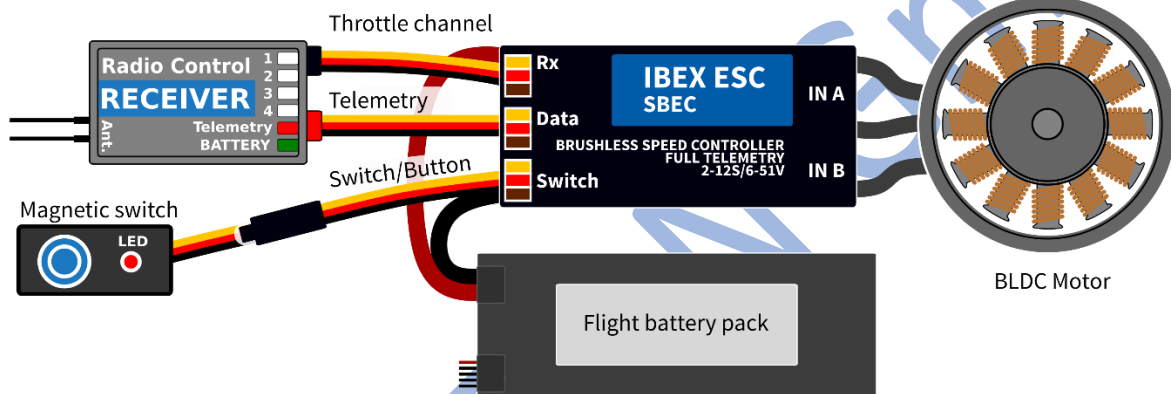 Throttle channel
Radio Control
RECEIVER
1
2
3
4
Telemetry
BATTERY
Ant.
Telemetry
Switch/Button
Magnetic switch
LED
Rx
Data
Switch
IBEX ESC
SBEC
BRUSHLESS SPEED CONTROLLER
FULL TELEMETRY
2-12S/6-51V
IN A
IN B
BLDC Motor
Flight battery pack